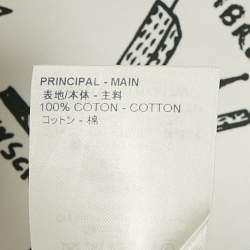 PRINCIPAL - MAIN
表地/本体 - 主料
100% COTON - COTTON
コットン - 棉